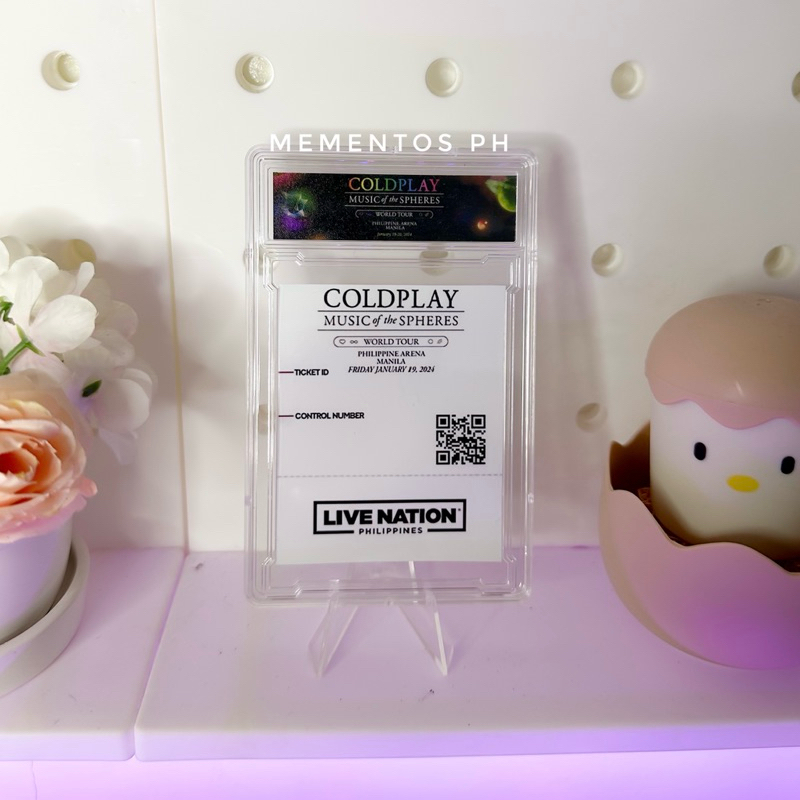 MEMENTOS PH
COLDPLAY
MUSIC of the SPHERES
WORLD TOUR
PHILIPPINE ARENA
MANILA
COLDPLAY
MUSIC of the SPHERES
WORLD TOUR
PHILIPPINE ARENA
MANILA
FRIDAY JANUARY 19, 2024
TICKET ID
CONTROL NUMBER
LIVE NATION®
PHILIPPINES